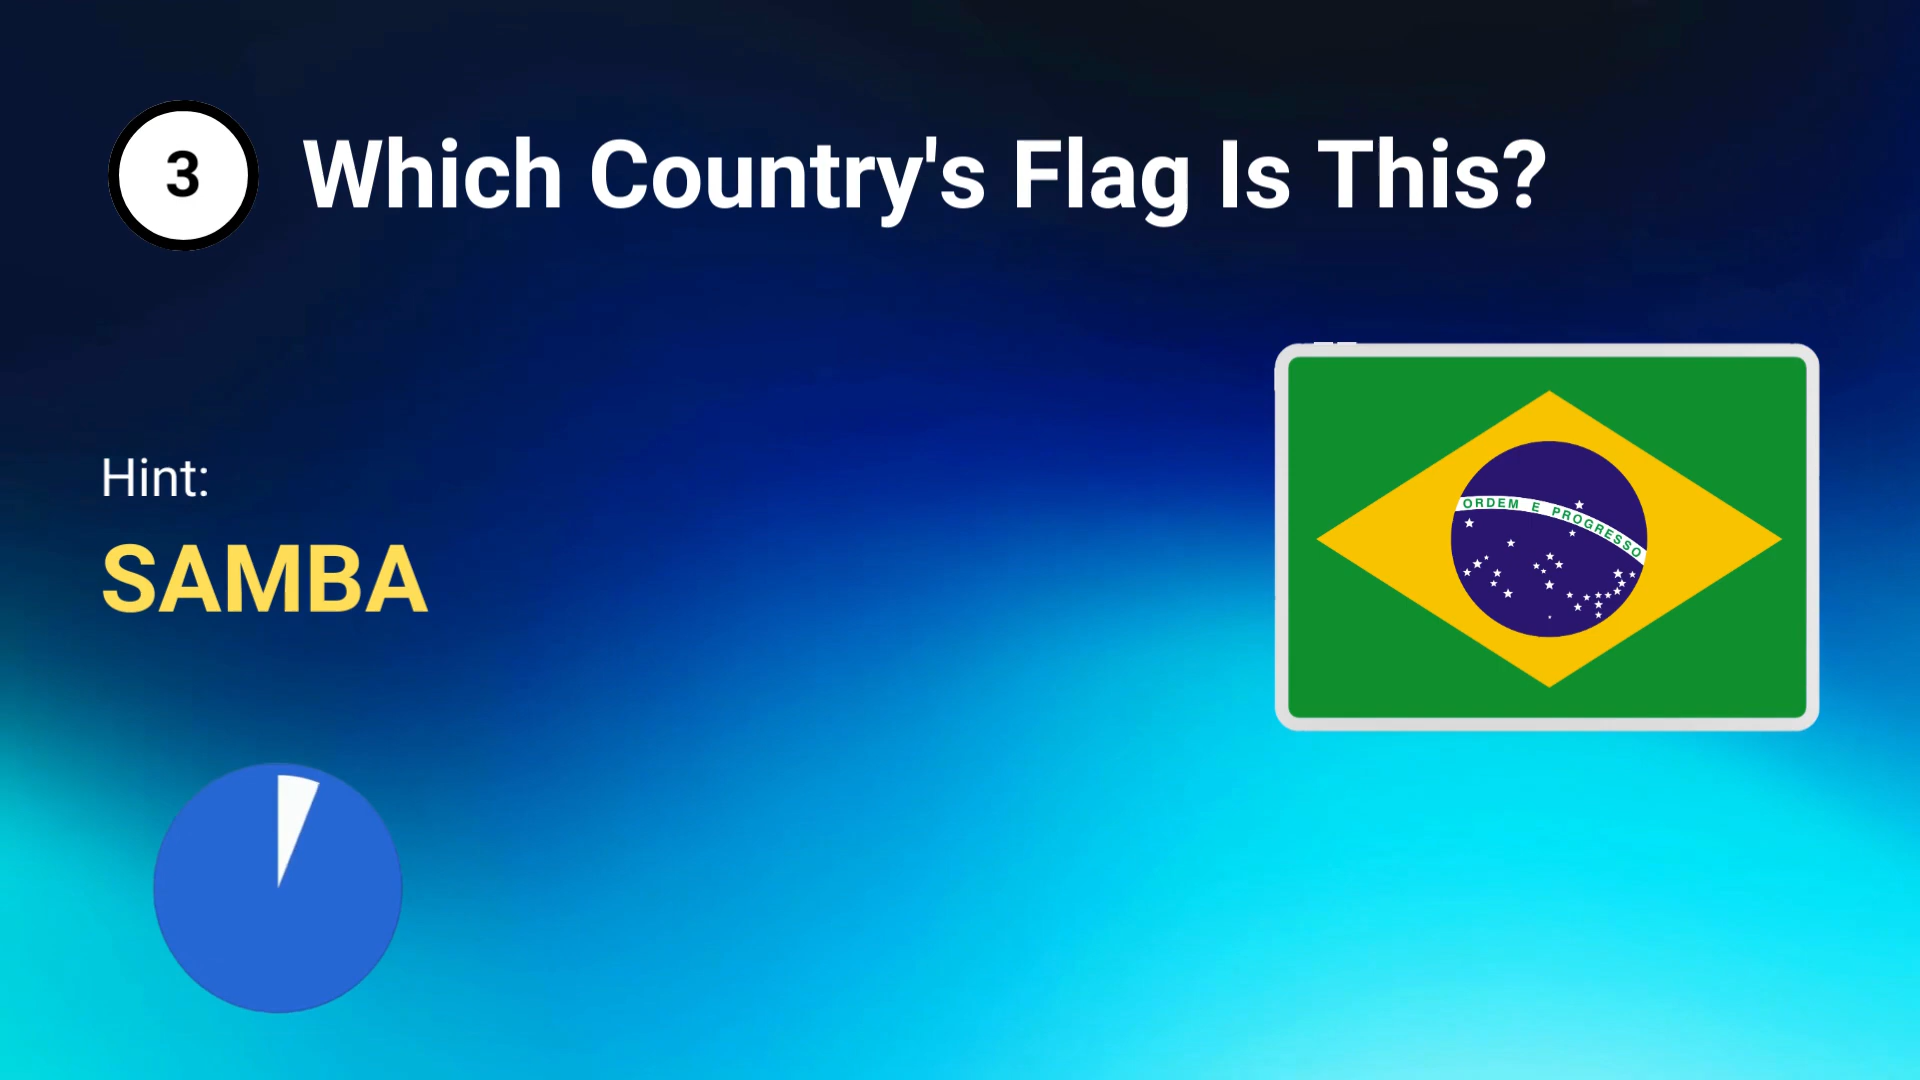 3
Which Country's Flag Is This?
Hint:
SAMBA
ORDEM E PROGRESSO